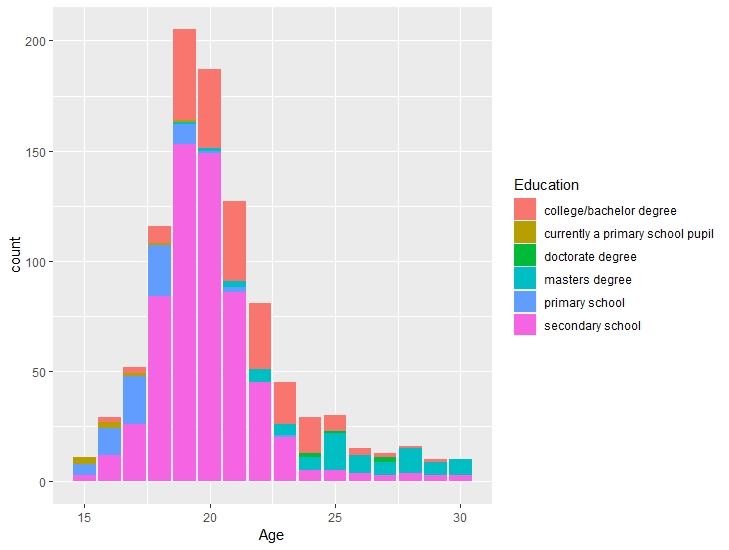 200
150
100
50
0
count
15
20
25
30
Age
Education
college/bachelor degree
currently a primary school pupil
doctorate degree
masters degree
primary school
secondary school